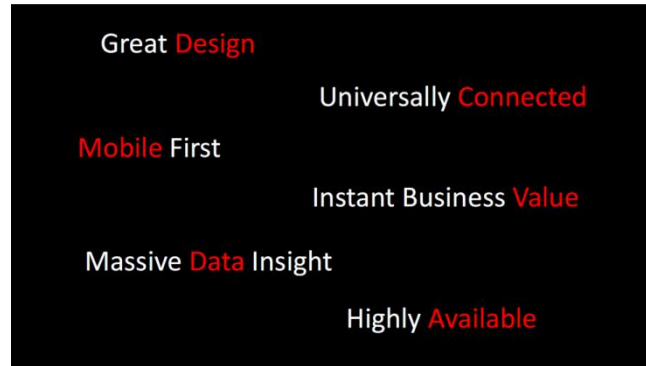 Great Design
Universally Connected
Mobile First
Instant Business Value
Massive Data Insight
Highly Available